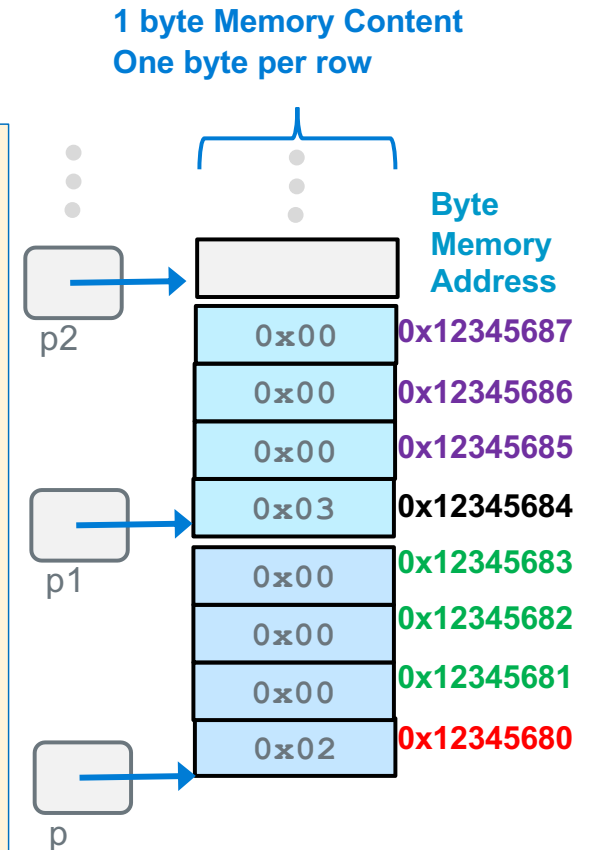 1 byte Memory Content
One byte per row
Byte
Memory
Address
p2
0x00 0x12345687
0x00 0x12345686
0x00 0x12345685
0x03 0x12345684
p1
0x00 0x12345683
0x00 0x12345682
0x00 0x12345681
0x02 0x12345680
p